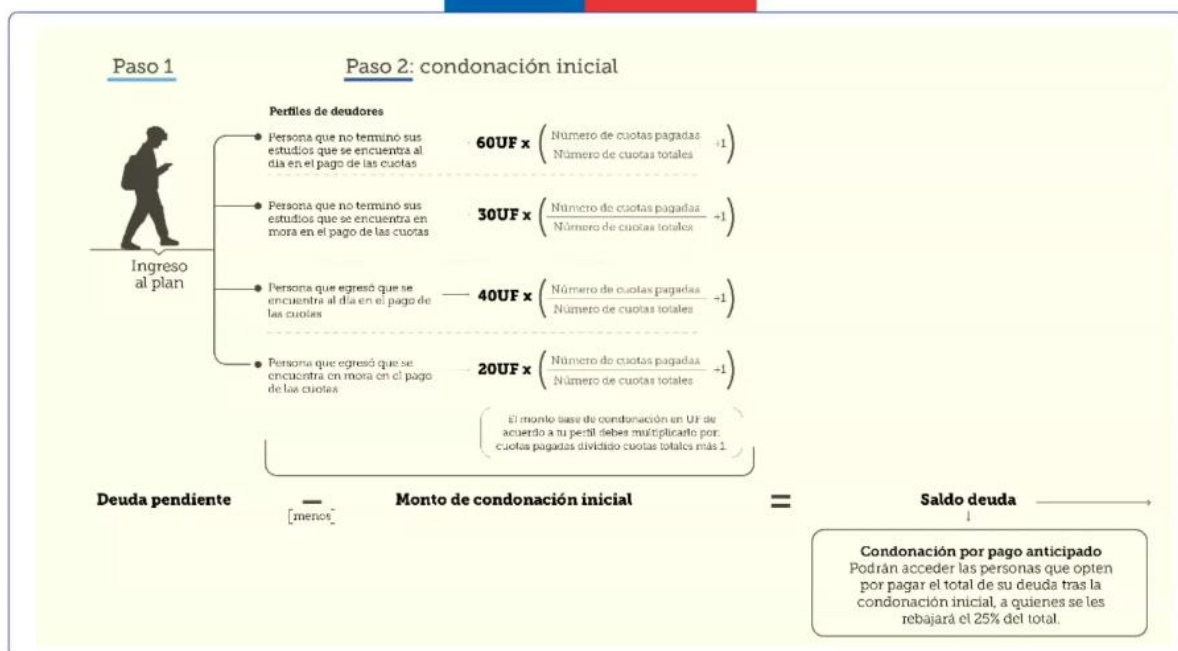 Paso 1
Paso 2: condonación inicial
Perfiles de deudores
Persona que no terminó sus
estudios que se encuentra al
día en el pago de las cuotas
60UF x ( Número de cuotas pagadas
Número de cuotas totales +1 )
Persona que no terminó sus
estudios que se encuentra en
mora en el pago de las cuotas
30UF x ( Número de cuotas pagadas
Número de cuotas totales +1 )
Ingreso
al plan
Persona que egresó que se
encuentra al día en el pago de
las cuotas
40UF x ( Número de cuotas pagadas
Número de cuotas totales +1 )
Persona que egresó que se
encuentra en mora en el pago
de las cuotas
20UF x ( Número de cuotas pagadas
Número de cuotas totales +1 )
El monto base de condonación en UF de
acuerdo a tu perfil debes multiplicarlo por:
cuotas pagadas dividido cuotas totales más 1
Deuda pendiente
—
[menos]
Monto de condonación inicial
=
Saldo deuda
Condonación por pago anticipado
Podrán acceder las personas que opten
por pagar el total de su deuda tras la
condonación inicial, a quienes se les
rebajará el 25% del total.